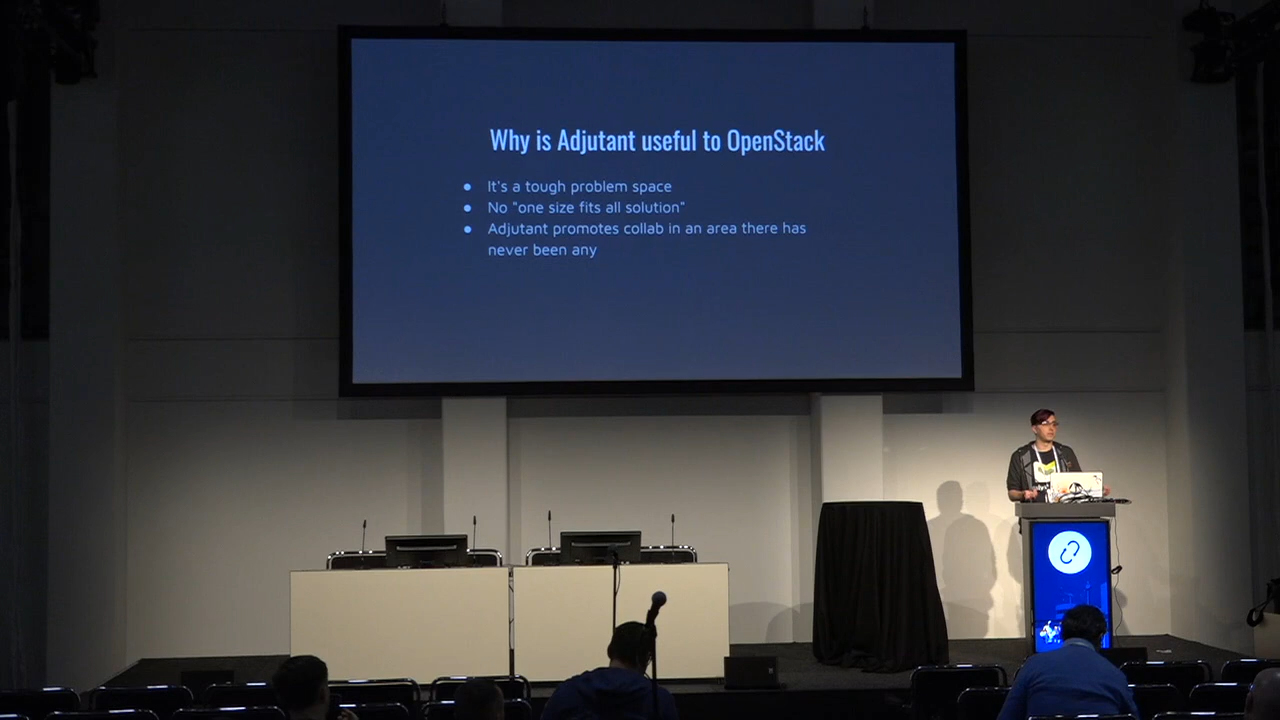 Why is Adjutant useful to OpenStack
● It's a tough problem space
● No "one size fits all solution"
● Adjutant promotes collab in an area there has
never been any